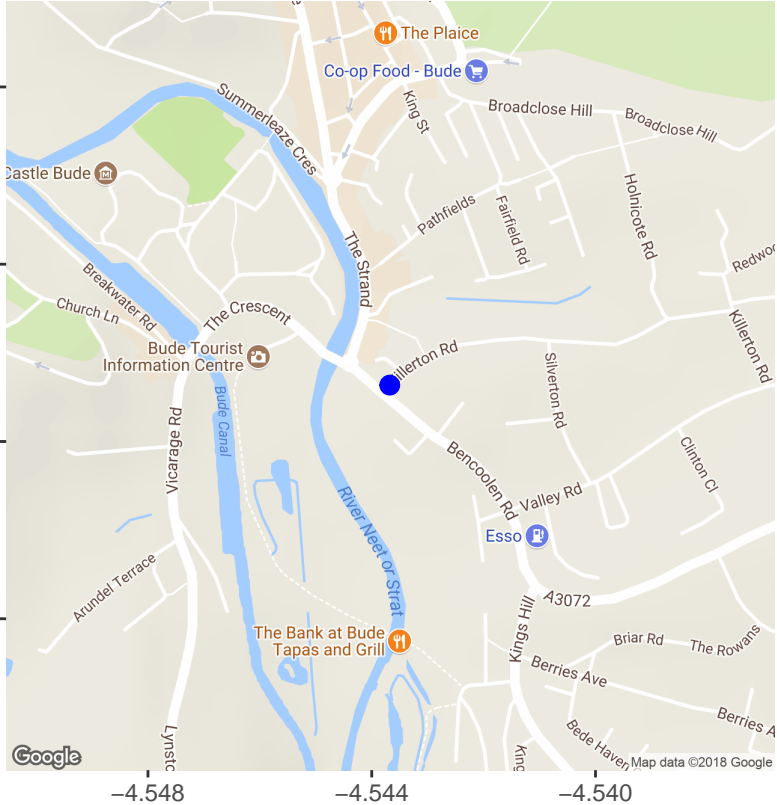 The Plaice
Co-op Food - Bude
King St
Broadclose Hill
Broadclose Hill
Summerleaze Cres
Castle Bude
Holnicote Rd
Pathfields
Fairfield Rd
The Strand
Breakwater Rd
Church Ln
The Crescent
Killerton Rd
Bude Tourist
Information Centre
illerton Rd
Silverton Rd
Bude Canal
Vicarage Rd
Clinton Cl
Bencoolen Rd
Valley Rd
River Neet or Strat
Esso
Arundel Terrace
A3072
Kings Hill
The Bank at Bude
Tapas and Grill
Briar Rd
The Rowans
Berries Ave
Berries A
Bede Haven
Lynsto
King
Redwoo
Google
Map data ©2018 Google
−4.548
−4.544
−4.540